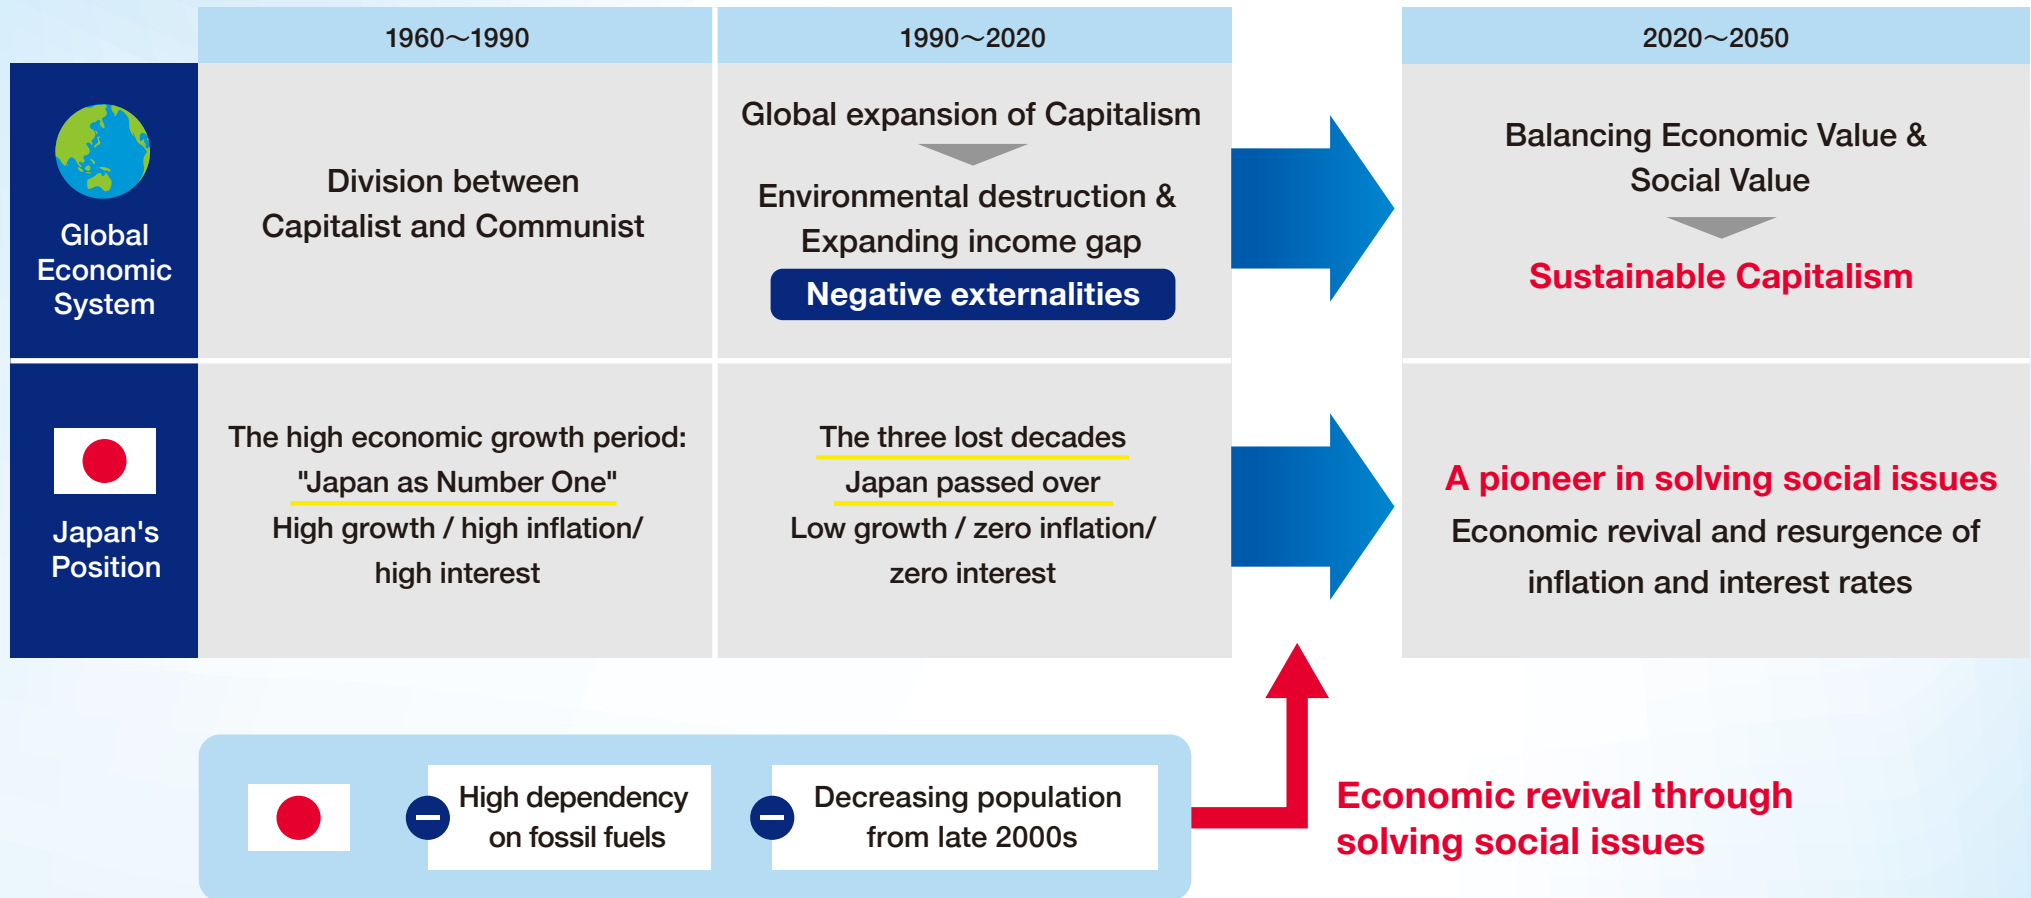 1960～1990
1990～2020
2020～2050
Global
Economic
System
Division between
Capitalist and Communist
Global expansion of Capitalism
Environmental destruction &
Expanding income gap
Negative externalities
Balancing Economic Value &
Social Value
Sustainable Capitalism
Japan's
Position
The high economic growth period:
"Japan as Number One"
High growth / high inflation/
high interest
The three lost decades
Japan passed over
Low growth / zero inflation/
zero interest
A pioneer in solving social issues
Economic revival and resurgence of
inflation and interest rates
High dependency
on fossil fuels
Decreasing population
from late 2000s
Economic revival through
solving social issues